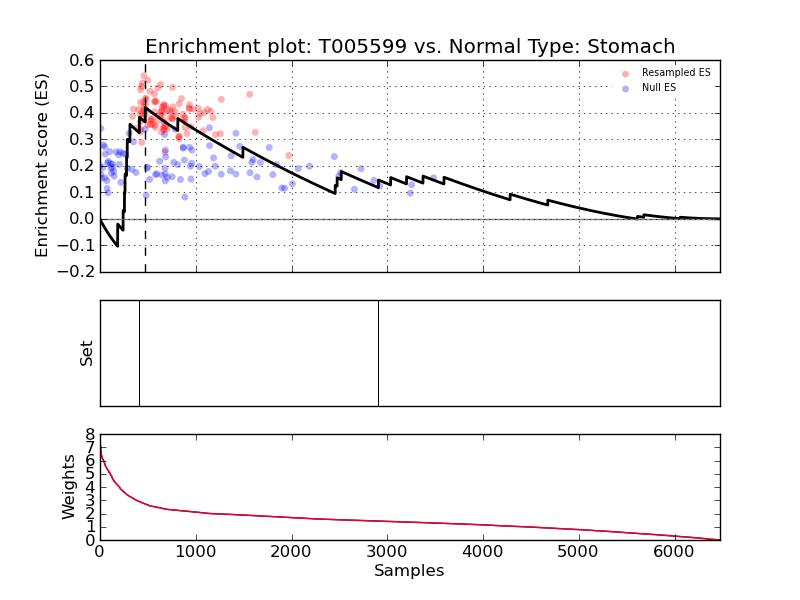 Enrichment plot: T005599 vs. Normal Type: Stomach
Enrichment score (ES)
0.6
0.5
0.4
0.3
0.2
0.1
0.0
−0.1
−0.2
Resampled ES
Null ES
Set
Weights
8
7
6
5
4
3
2
1
0
0 1000 2000 3000 4000 5000 6000
Samples